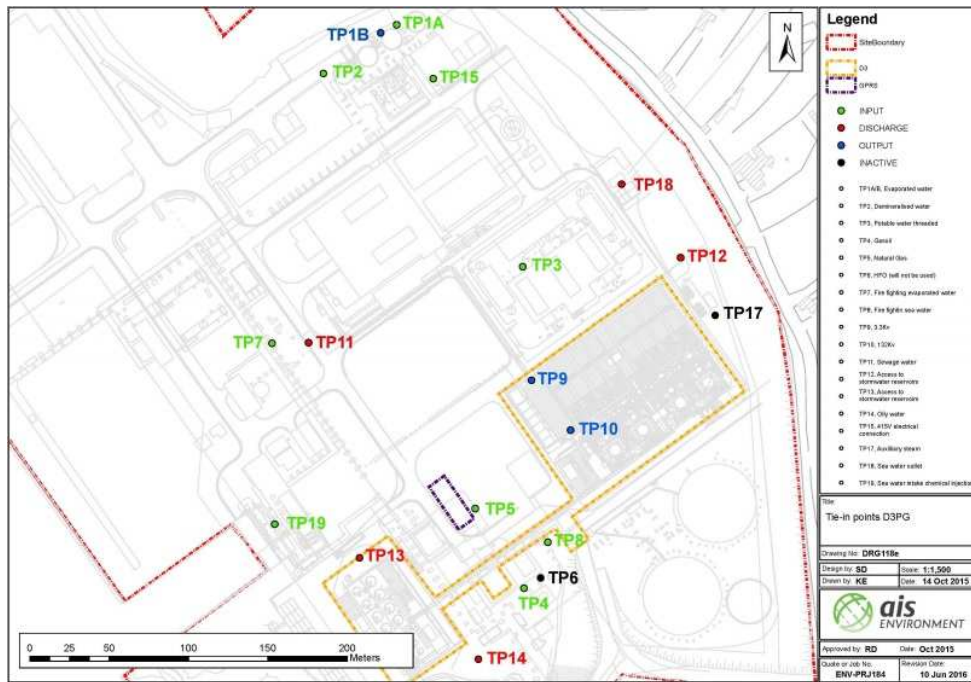 TP1A
TP1B
TP2
TP15
N
TP18
TP3
TP12
TP17
TP7
TP11
TP9
TP10
TP5
TP19
TP8
TP13
TP6
TP4
TP14
0 25 50 100 150 200
Meters
Legend
SiteBoundary
D3
GPRS
INPUT
DISCHARGE
OUTPUT
INACTIVE
TP1A/B, Evaporated water
TP2, Demineralised water
TP3, Potable water threaded
TP4, Gasoil
TP5, Natural Gas
TP6, HFO (will not be used)
TP7, Fire fighting evaporated water
TP8, Fire fightin sea water
TP9, 3.3Kv
TP10, 132Kv
TP11, Sewage water
TP12, Access to
stormwater reservoirs
TP13, Access to
stormwater reservoirs
TP14, Oily water
TP15, 415V electrical
connection
TP17, Auxiliary steam
TP18, Sea water outlet
TP19, Sea water intake chemical injection
Title
Tie-in points D3PG
Drawing No: DRG118e
Design by: SD Scale: 1:1,500
Drawn by: KE Date: 14 Oct 2015
ais
ENVIRONMENT
Approved by: RD Date: Oct 2015
Quote or Job No. Revision Date:
ENV-PRJ184 10 Jun 2016